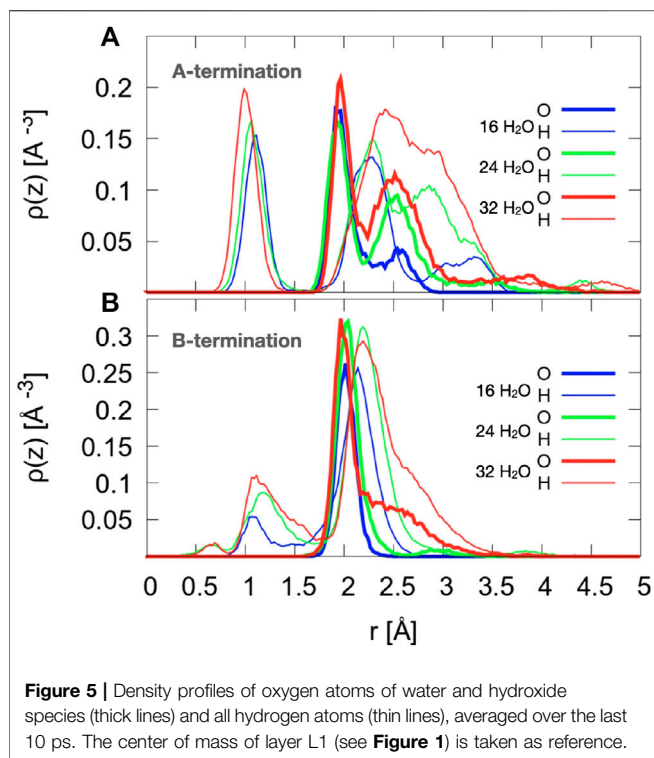 A
A-termination
ρ(z) [A ⁻³]
0.2
0.15
0.1
0.05
O
16 H₂O H
O
24 H₂O H
O
32 H₂O H
B
B-termination
ρ(z) [Å ⁻³]
0.3
0.25
0.2
0.15
0.1
0.05
O
16 H₂O H
O
24 H₂O H
O
32 H₂O H
0 0.5 1 1.5 2 2.5 3 3.5 4 4.5 5
r [Å]
Figure 5 | Density profiles of oxygen atoms of water and hydroxide
species (thick lines) and all hydrogen atoms (thin lines), averaged over the last
10 ps. The center of mass of layer L1 (see Figure 1) is taken as reference.